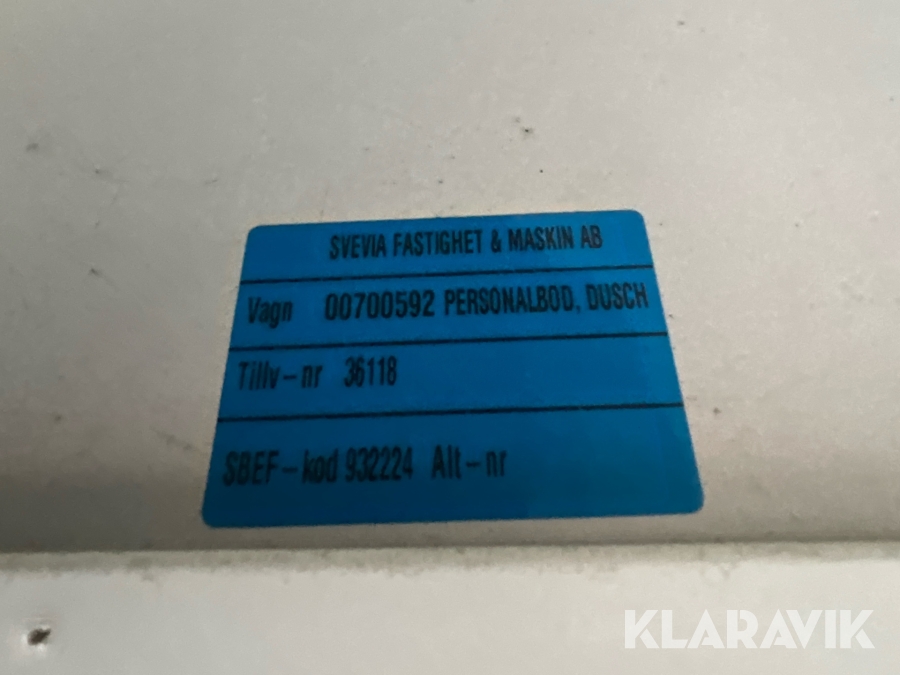 SVEVIA FASTIGHET & MASKIN AB
Vagn 00700592 PERSONALBOD, DUSCH
Tillv-nr 36118
SBEF-kod 932224 Alt-nr
KLARAVIK